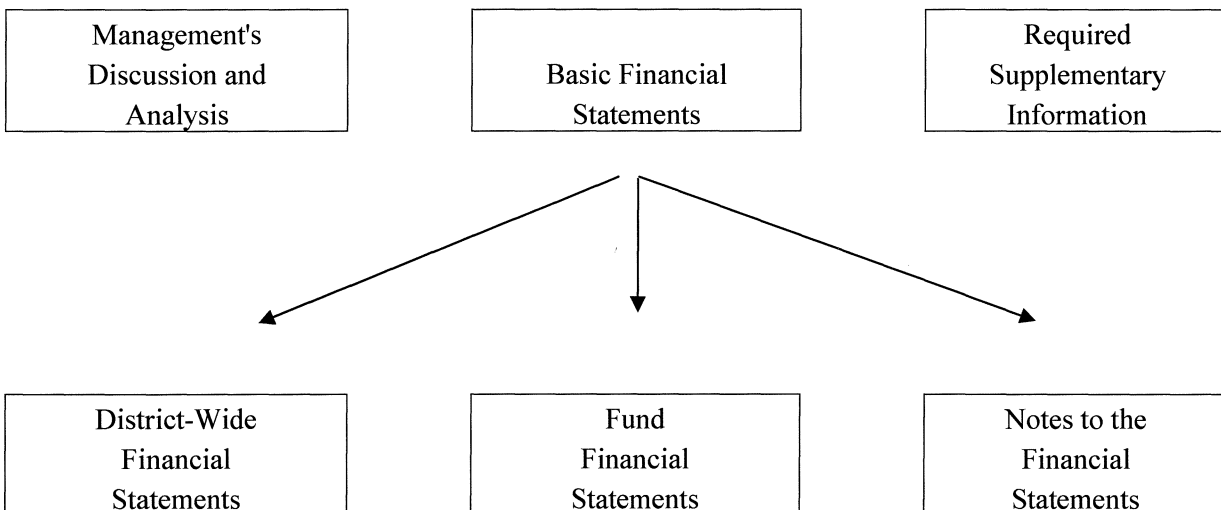 Management's
Discussion and
Analysis
Basic Financial
Statements
Required
Supplementary
Information
District-Wide
Financial
Statements
Fund
Financial
Statements
Notes to the
Financial
Statements